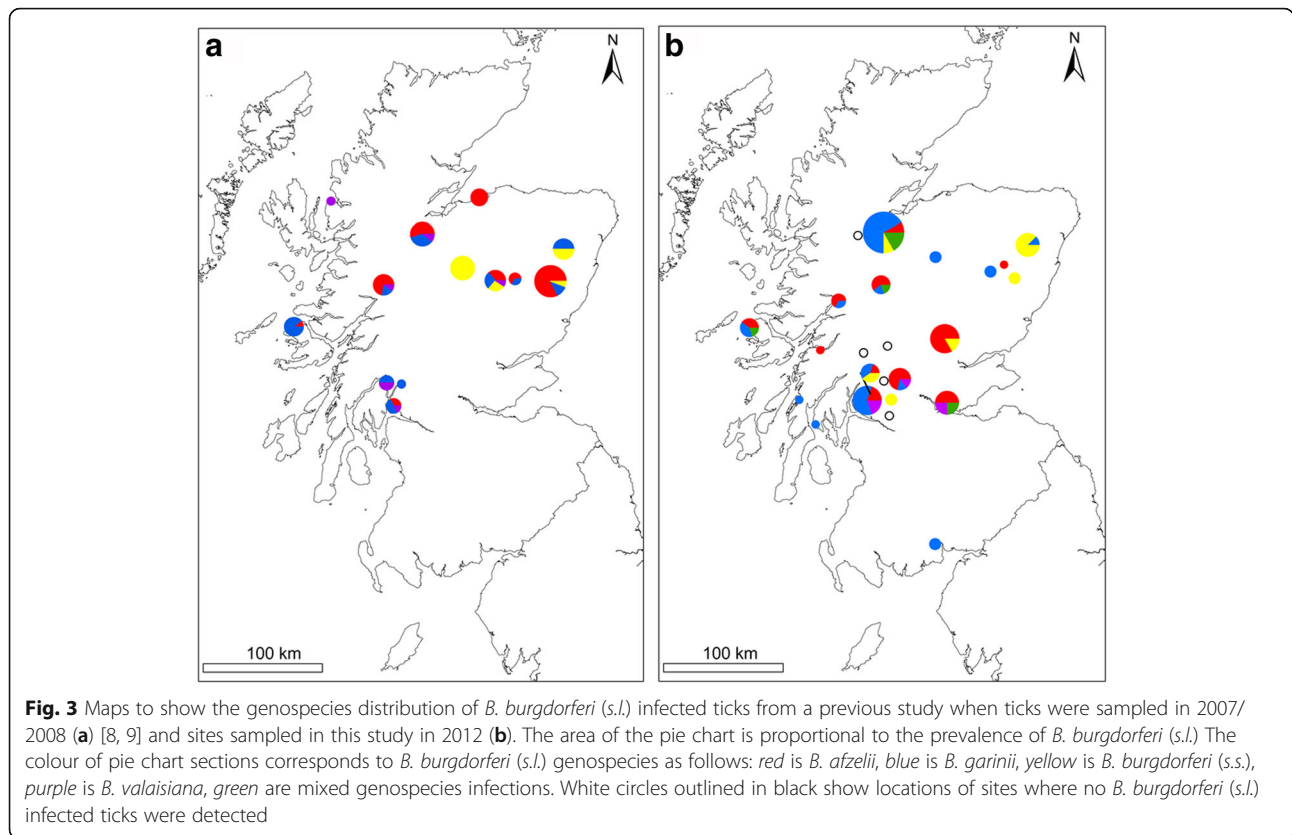 a
N
100 km
b
N
100 km
Fig. 3 Maps to show the genospecies distribution of B. burgdorferi (s.l.) infected ticks from a previous study when ticks were sampled in 2007/
2008 (a) [8, 9] and sites sampled in this study in 2012 (b). The area of the pie chart is proportional to the prevalence of B. burgdorferi (s.l.) The
colour of pie chart sections corresponds to B. burgdorferi (s.l.) genospecies as follows: red is B. afzelii, blue is B. garinii, yellow is B. burgdorferi (s.s.),
purple is B. valaisiana, green are mixed genospecies infections. White circles outlined in black show locations of sites where no B. burgdorferi (s.l.)
infected ticks were detected